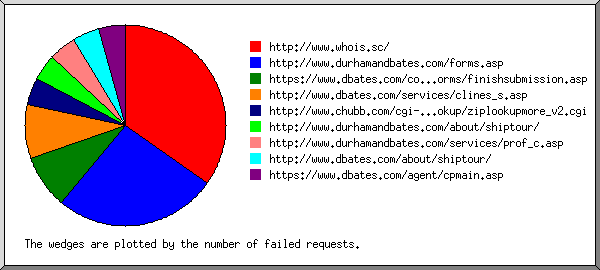 http://www.whois.sc/
http://www.durhamandbates.com/forms.asp
https://www.dbates.com/co...orms/finishsubmission.asp
http://www.dbates.com/services/clines_s.asp
http://www.chubb.com/cgi-...okup/ziplookupmore_v2.cgi
http://www.durhamandbates.com/about/shiptour/
http://www.durhamandbates.com/services/prof_c.asp
http://www.dbates.com/about/shiptour/
https://www.dbates.com/agent/cpmain.asp
The wedges are plotted by the number of failed requests.